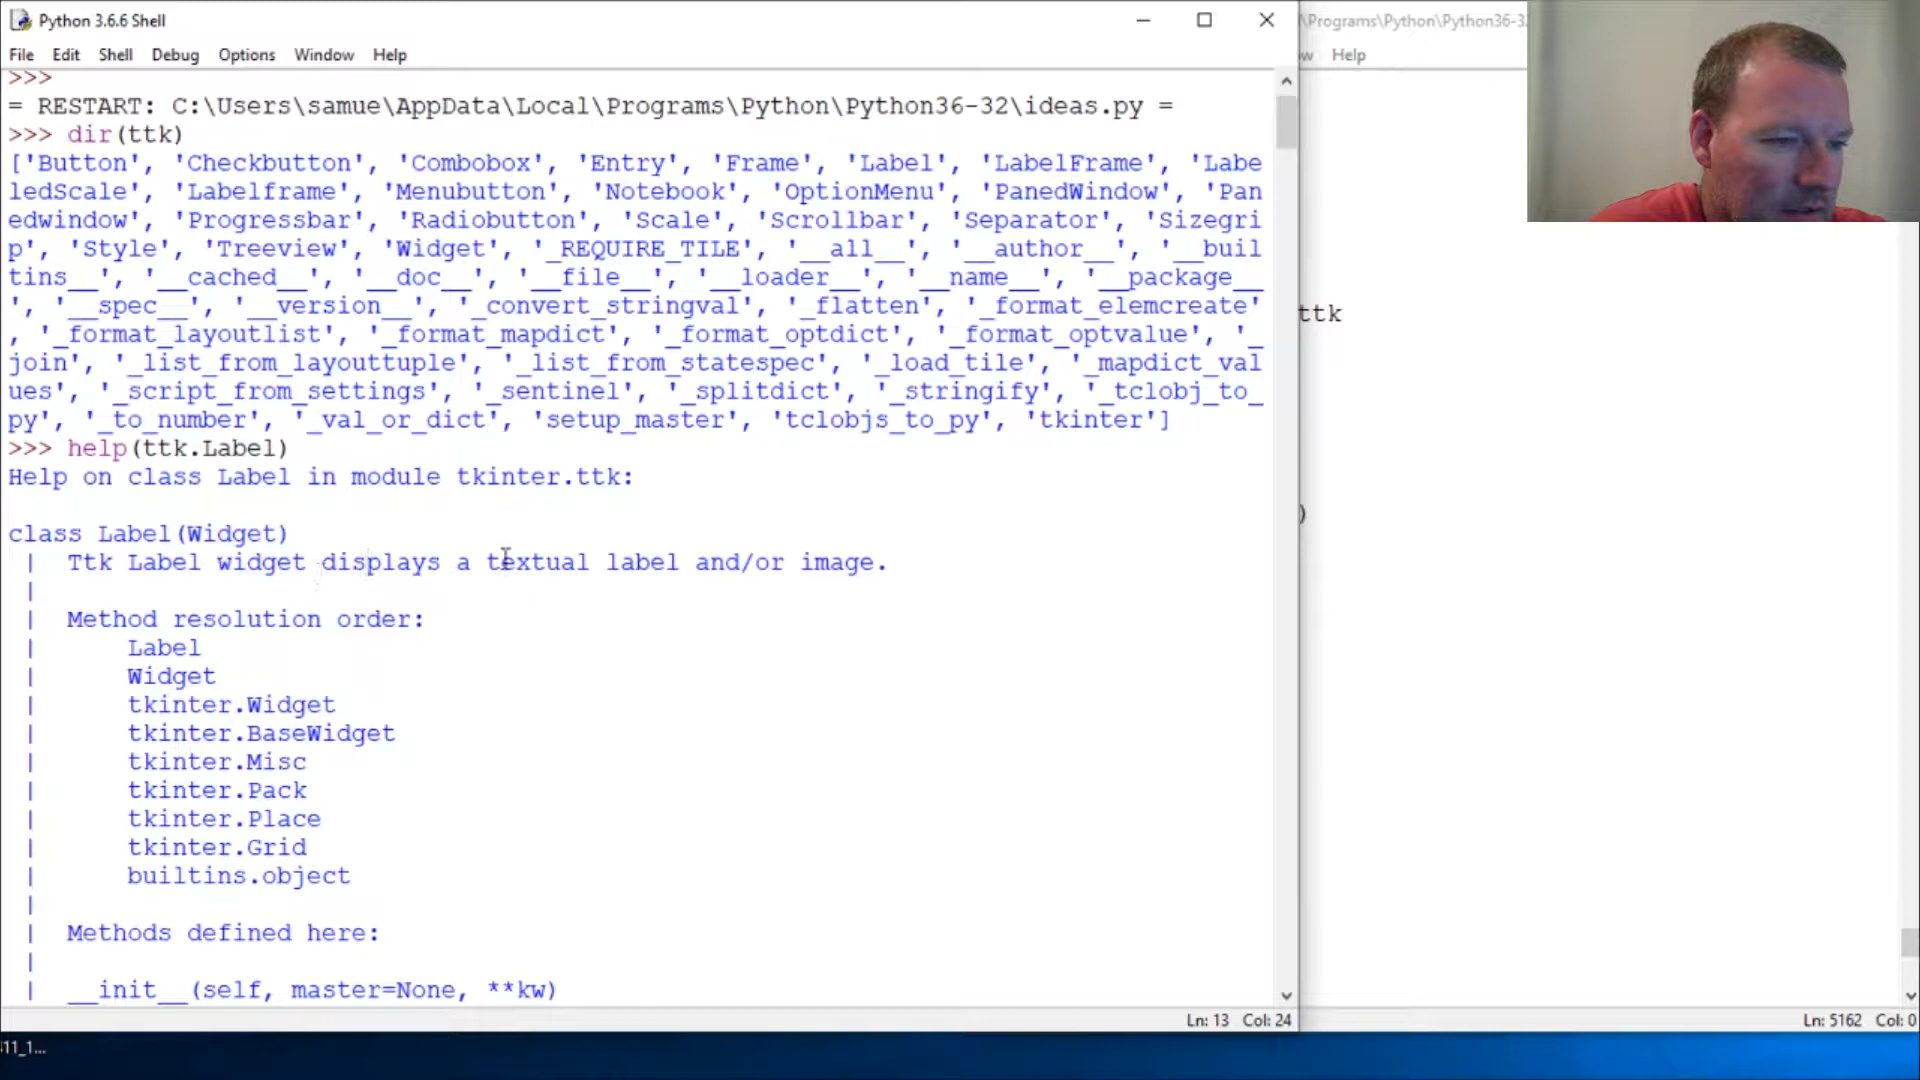 Python 3.6.6 Shell
\Programs\Python\Python36-32
File Edit Shell Debug Options Window Help
w Help
>>>
= RESTART: C:\Users\samue\AppData\Local\Programs\Python\Python36-32\ideas.py =
>>> dir(ttk)
['Button', 'Checkbutton', 'Combobox', 'Entry', 'Frame', 'Label', 'LabelFrame', 'Labe
ledScale', 'Labelframe', 'Menubutton', 'Notebook', 'OptionMenu', 'PanedWindow', 'Pan
edwindow', 'Progressbar', 'Radiobutton', 'Scale', 'Scrollbar', 'Separator', 'Sizegri
p', 'Style', 'Treeview', 'Widget', '_REQUIRE_TILE', '__all__', '__author__', '__buil
tins__', '__cached__', '__doc__', '__file__', '__loader__', '__name__', '__package__
', '__spec__', '__version__', '_convert_stringval', '_flatten', '_format_elemcreate'
, '_format_layoutlist', '_format_mapdict', '_format_optdict', '_format_optvalue', '_
join', '_list_from_layouttuple', '_list_from_statespec', '_load_tile', '_mapdict_val
ues', '_script_from_settings', '_sentinel', '_splitdict', '_stringify', '_tclobj_to_
py', '_to_number', '_val_or_dict', 'setup_master', 'tclobjs_to_py', 'tkinter']
>>> help(ttk.Label)
Help on class Label in module tkinter.ttk:
class Label(Widget)
| Ttk Label widget displays a textual label and/or image.
|
| Method resolution order:
| Label
| Widget
| tkinter.Widget
| tkinter.BaseWidget
| tkinter.Misc
| tkinter.Pack
| tkinter.Place
| tkinter.Grid
| builtins.object
|
| Methods defined here:
|
| __init__(self, master=None, **kw)
ttk
)
Ln: 13 Col: 24
Ln: 5162 Col: 0
11_1...